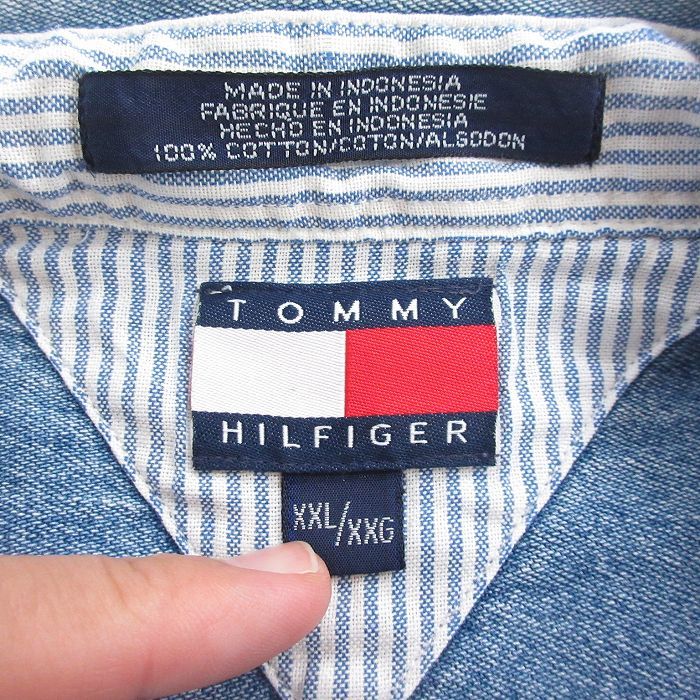 MADE IN INDONESIA
FABRIQUE EN INDONESIE
HECHO EN INDONESIA
100% COTTON/COTON/ALGODON
TOMMY
HILFIGER
XXL/XXG